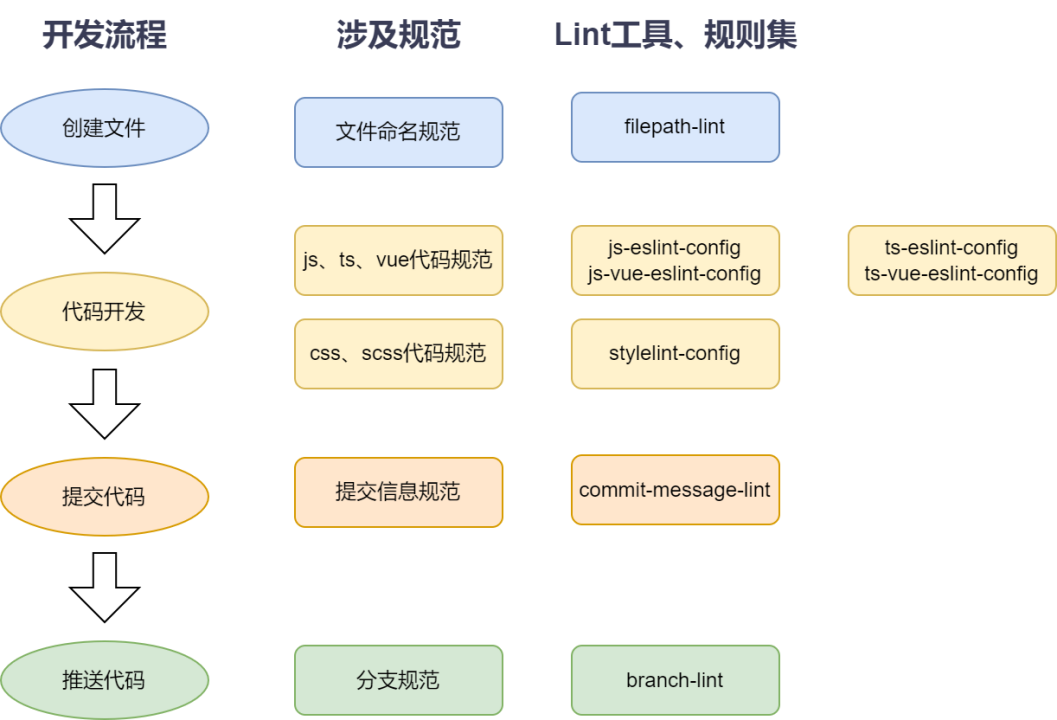 开发流程
涉及规范
Lint工具、规则集
创建文件
文件命名规范
filepath-lint
代码开发
js、ts、vue代码规范
js-eslint-config
js-vue-eslint-config
ts-eslint-config
ts-vue-eslint-config
css、scss代码规范
stylelint-config
提交代码
提交信息规范
commit-message-lint
推送代码
分支规范
branch-lint